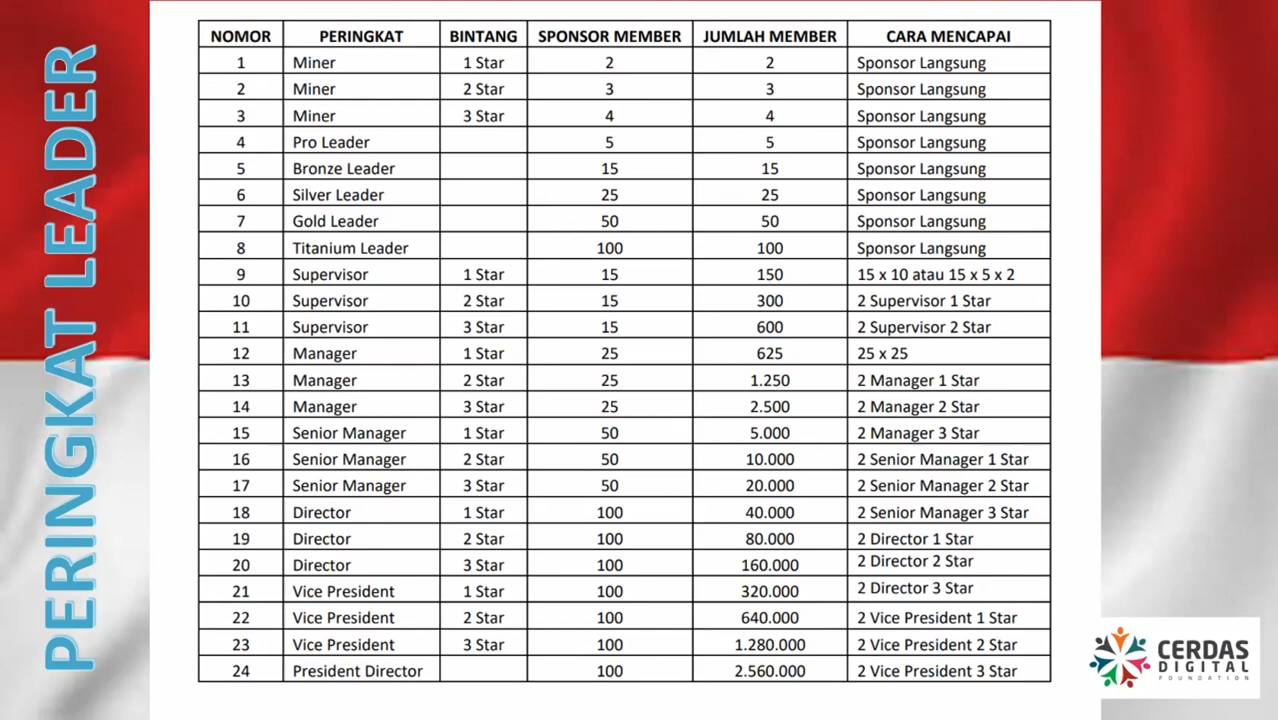 PERINGKAT LEADER
NOMOR PERINGKAT BINTANG SPONSOR MEMBER JUMLAH MEMBER CARA MENCAPAI
1 Miner 1 Star 2 2 Sponsor Langsung
2 Miner 2 Star 3 3 Sponsor Langsung
3 Miner 3 Star 4 4 Sponsor Langsung
4 Pro Leader 5 5 Sponsor Langsung
5 Bronze Leader 15 15 Sponsor Langsung
6 Silver Leader 25 25 Sponsor Langsung
7 Gold Leader 50 50 Sponsor Langsung
8 Titanium Leader 100 100 Sponsor Langsung
9 Supervisor 1 Star 15 150 15 x 10 atau 15 x 5 x 2
10 Supervisor 2 Star 15 300 2 Supervisor 1 Star
11 Supervisor 3 Star 15 600 2 Supervisor 2 Star
12 Manager 1 Star 25 625 25 x 25
13 Manager 2 Star 25 1.250 2 Manager 1 Star
14 Manager 3 Star 25 2.500 2 Manager 2 Star
15 Senior Manager 1 Star 50 5.000 2 Manager 3 Star
16 Senior Manager 2 Star 50 10.000 2 Senior Manager 1 Star
17 Senior Manager 3 Star 50 20.000 2 Senior Manager 2 Star
18 Director 1 Star 100 40.000 2 Senior Manager 3 Star
19 Director 2 Star 100 80.000 2 Director 1 Star
20 Director 3 Star 100 160.000 2 Director 2 Star
21 Vice President 1 Star 100 320.000 2 Director 3 Star
22 Vice President 2 Star 100 640.000 2 Vice President 1 Star
23 Vice President 3 Star 100 1.280.000 2 Vice President 2 Star
24 President Director 100 2.560.000 2 Vice President 3 Star
CERDAS
DIGITAL
FOUNDATION